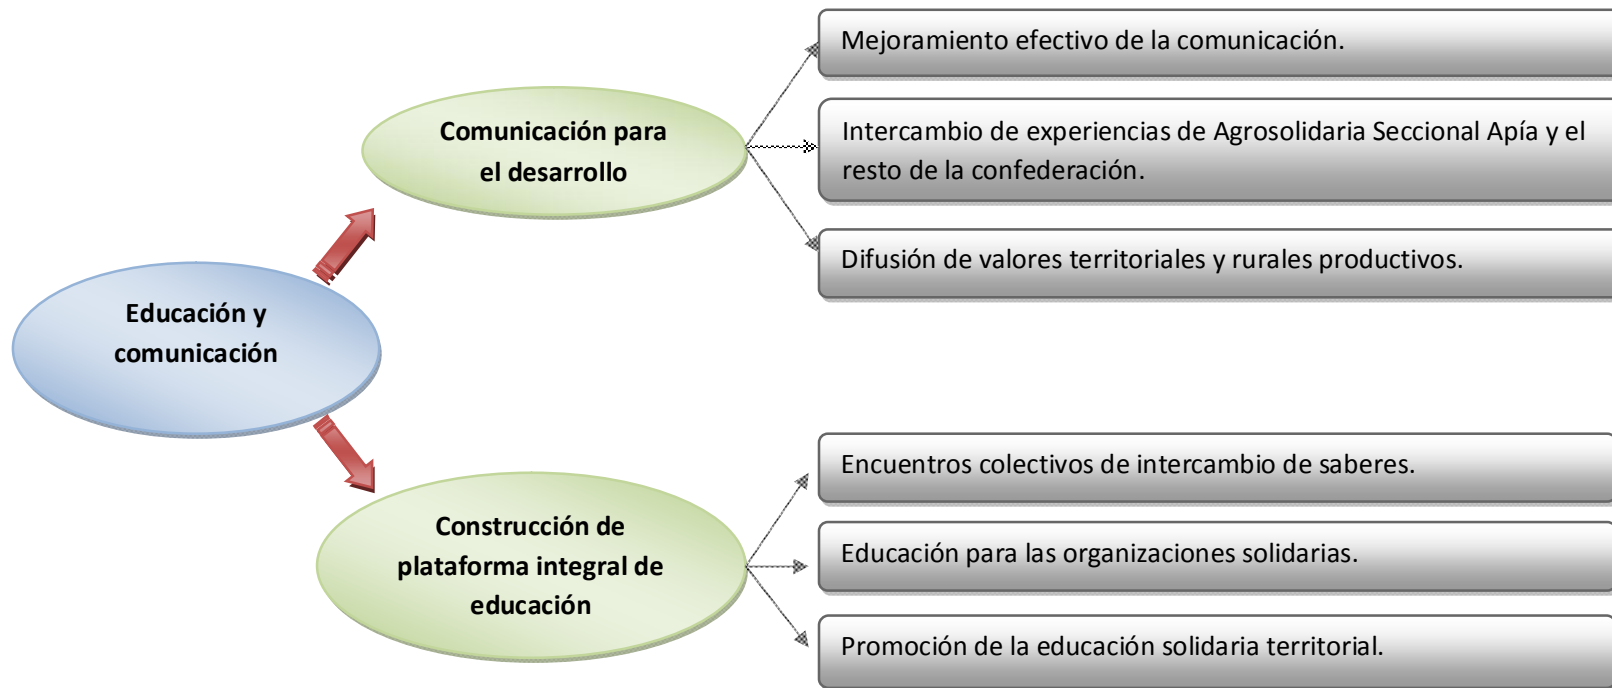 Educación y
comunicación
Comunicación para
el desarrollo
Mejoramiento efectivo de la comunicación.
Intercambio de experiencias de Agrosolidaria Seccional Apía y el
resto de la confederación.
Difusión de valores territoriales y rurales productivos.
Construcción de
plataforma integral de
educación
Encuentros colectivos de intercambio de saberes.
Educación para las organizaciones solidarias.
Promoción de la educación solidaria territorial.